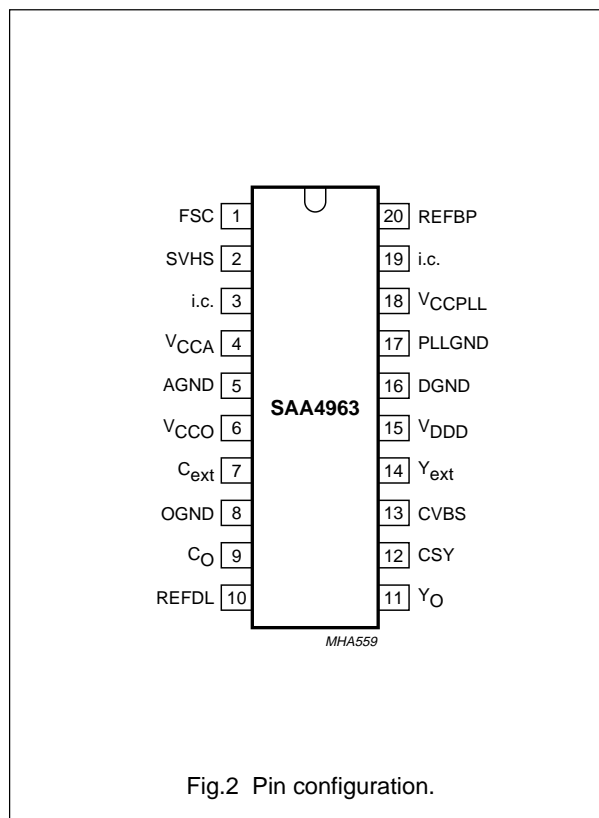 FSC 1 20 REFBP
SVHS 2 19 i.c.
i.c. 3 18 VCCPLL
VCCA 4 17 PLLGND
AGND 5 16 DGND
SAA4963
VCCO 6 15 VDDD
Cext 7 14 Yext
OGND 8 13 CVBS
CO 9 12 CSY
REFDL 10 11 YO
MHA559
Fig.2 Pin configuration.